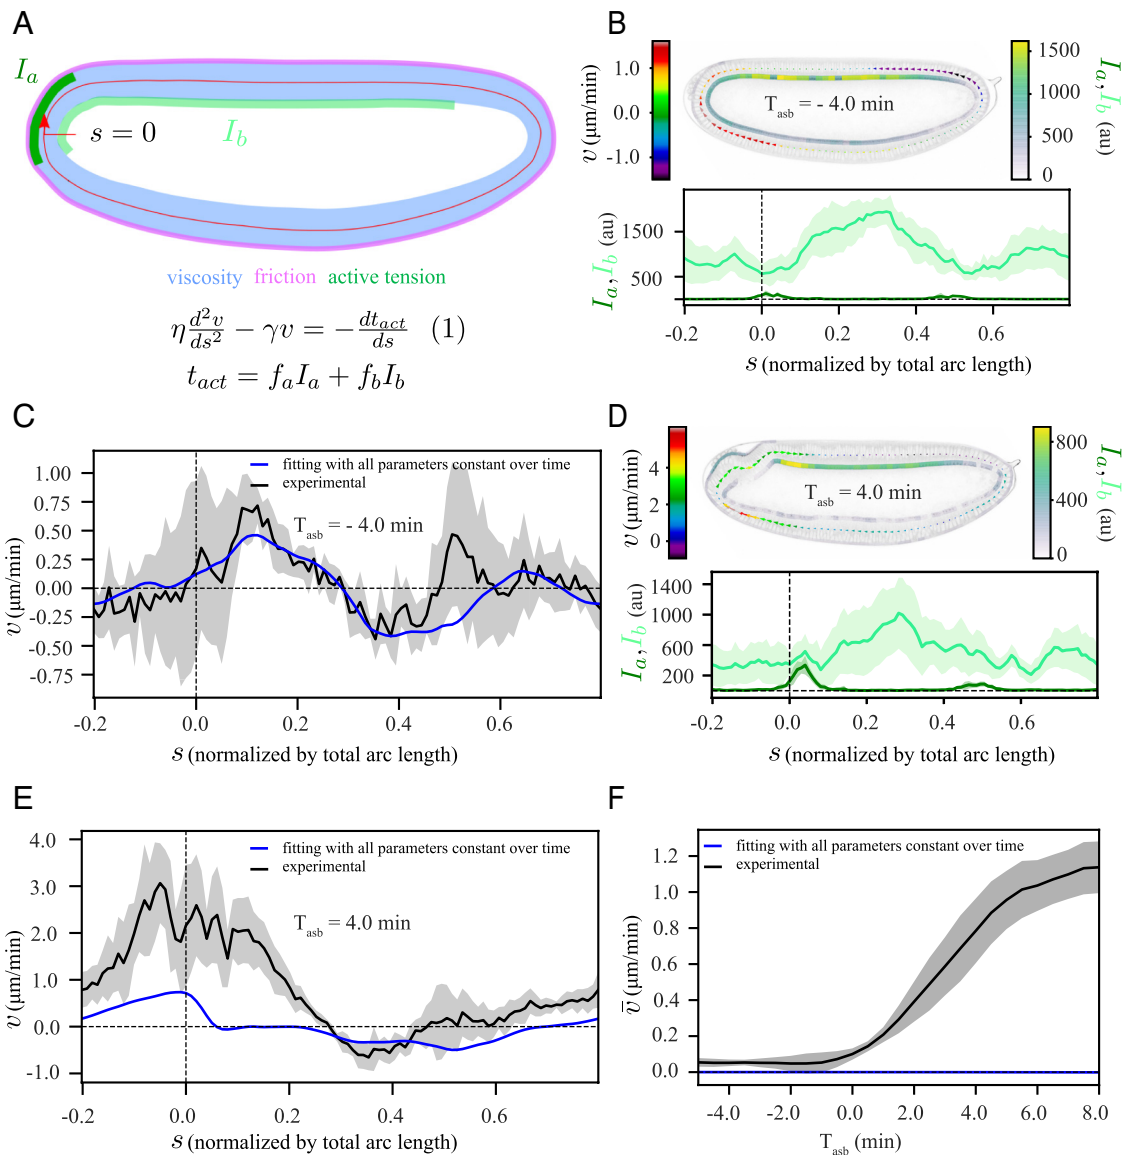 A
I_a
s = 0
I_b
viscosity friction active tension
η d²v/ds² − γv = − dt_act/ds (1)
t_act = f_a I_a + f_b I_b
B
v (μm/min)
1.0
0.0
-1.0
T_asb = - 4.0 min
1500
1000
500
0
I_a, I_b (au)
I_a, I_b (au)
1500
500
-0.2 0.0 0.2 0.4 0.6
s (normalized by total arc length)
C
v (μm/min)
1.00
0.75
0.50
0.25
0.00
-0.25
-0.50
-0.75
fitting with all parameters constant over time
experimental
T_asb = - 4.0 min
-0.2 0.0 0.2 0.4 0.6
s (normalized by total arc length)
D
v (μm/min)
4
2
0
T_asb = 4.0 min
800
400
0
I_a, I_b (au)
I_a, I_b (au)
1400
1000
600
200
-0.2 0.0 0.2 0.4 0.6
s (normalized by total arc length)
E
v (μm/min)
4.0
3.0
2.0
1.0
0.0
-1.0
fitting with all parameters constant over time
experimental
T_asb = 4.0 min
-0.2 0.0 0.2 0.4 0.6
s (normalized by total arc length)
F
v̄ (μm/min)
1.2
1.0
0.8
0.6
0.4
0.2
0.0
fitting with all parameters constant over time
experimental
-4.0 -2.0 0.0 2.0 4.0 6.0 8.0
T_asb (min)